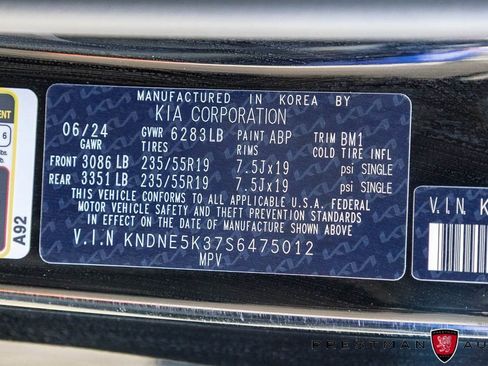 MANUFACTURED IN KOREA BY
KIA CORPORATION
06/24 GVWR 6283LB PAINT ABP TRIM BM1
GAWR TIRES RIMS COLD TIRE INFL
FRONT 3086 LB 235/55R19 7.5Jx19 psi SINGLE
REAR 3351 LB 235/55R19 7.5Jx19 psi SINGLE
THIS VEHICLE CONFORMS TO ALL APPLICABLE U.S.A. FEDERAL
MOTOR VEHICLE SAFETY AND THEFT PREVENTION STANDARDS
IN EFFECT ON THE DATE OF MANUFACTURE SHOWN ABOVE
V.I.N KNDNE5K37S6475012
MPV
6
A92
V.I.N. K
PRESTMAN AU